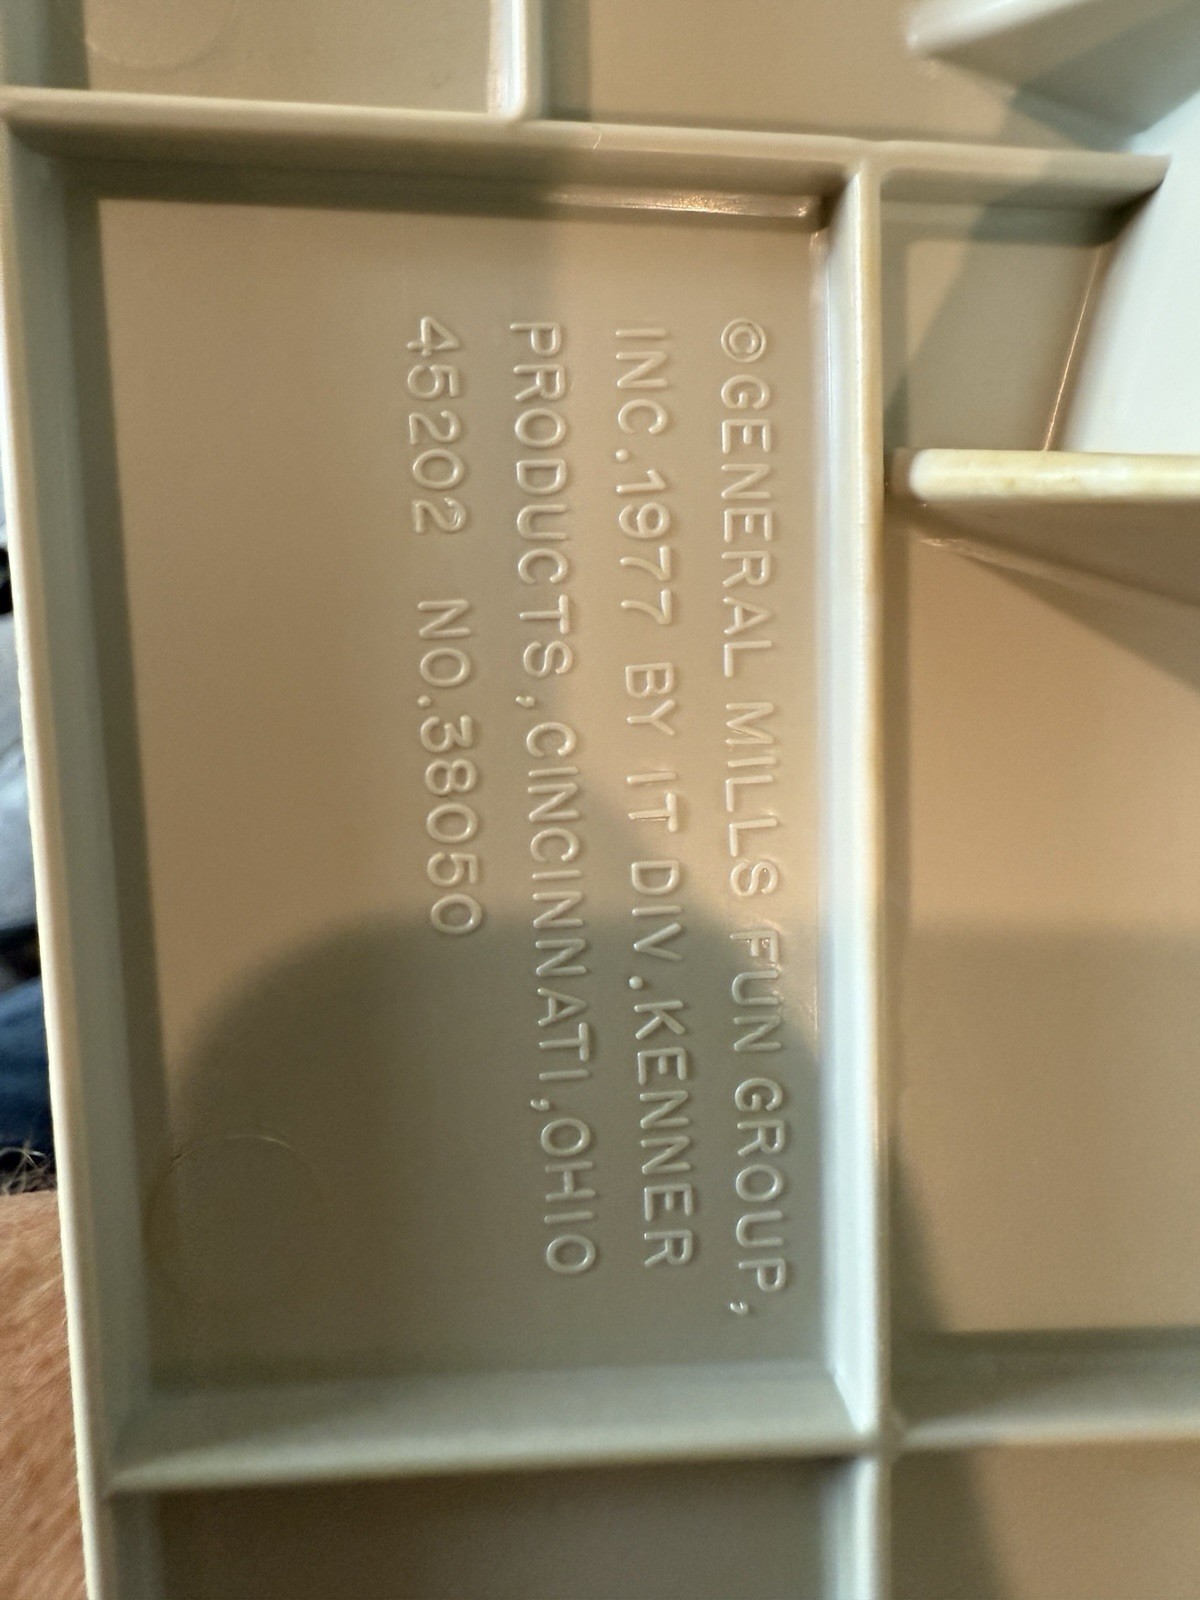 ©GENERAL MILLS FUN GROUP,
INC.1977 BY IT DIV.KENNER
PRODUCTS,CINCINNATI,OHIO
45202 NO.38050